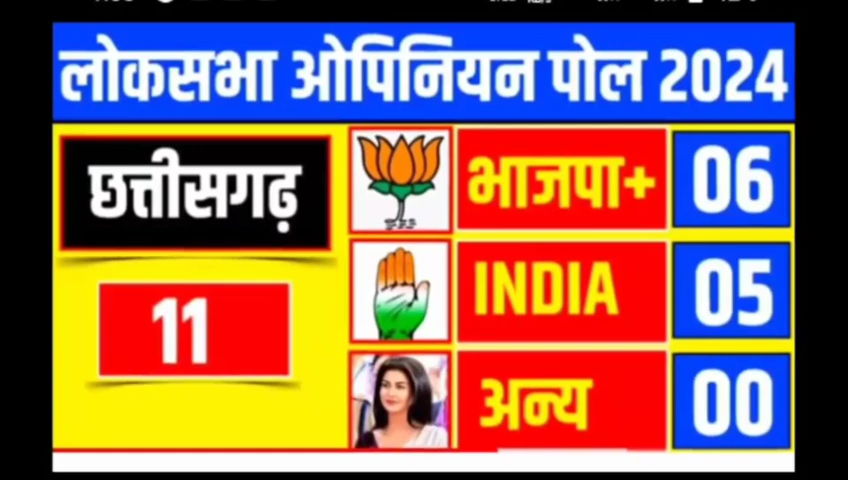 लोकसभा ओपिनियन पोल 2024
छत्तीसगढ़
11
भाजपा+ 06
INDIA 05
अन्य 00